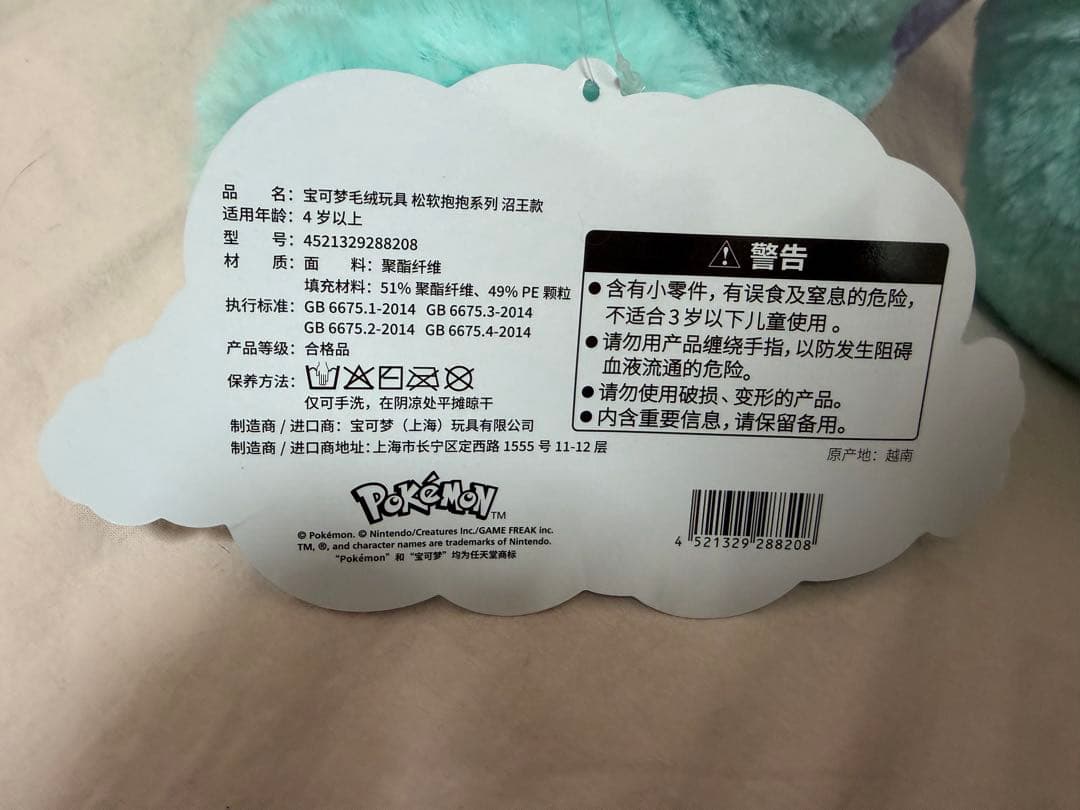 品 名：宝可梦毛绒玩具 松软抱抱系列 沼王款
适用年龄：4 岁以上
型 号：4521329288208
材 质：面 料：聚酯纤维
填充材料：51% 聚酯纤维、49% PE 颗粒
执行标准：GB 6675.1-2014 GB 6675.3-2014
GB 6675.2-2014 GB 6675.4-2014
产品等级：合格品
保养方法：
仅可手洗，在阴凉处平摊晾干
制造商 / 进口商：宝可梦（上海）玩具有限公司
制造商 / 进口商地址：上海市长宁区定西路 1555 号 11-12 层
警告
●含有小零件，有误食及窒息的危险，
不适合3岁以下儿童使用。
●请勿用产品缠绕手指，以防发生阻碍
血液流通的危险。
●请勿使用破损、变形的产品。
●内含重要信息，请保留备用。
原产地：越南
POKéMON TM
© Pokémon. © Nintendo/Creatures Inc./GAME FREAK inc.
TM, ®, and character names are trademarks of Nintendo.
“Pokémon”和“宝可梦”均为任天堂商标
4 521329 288208